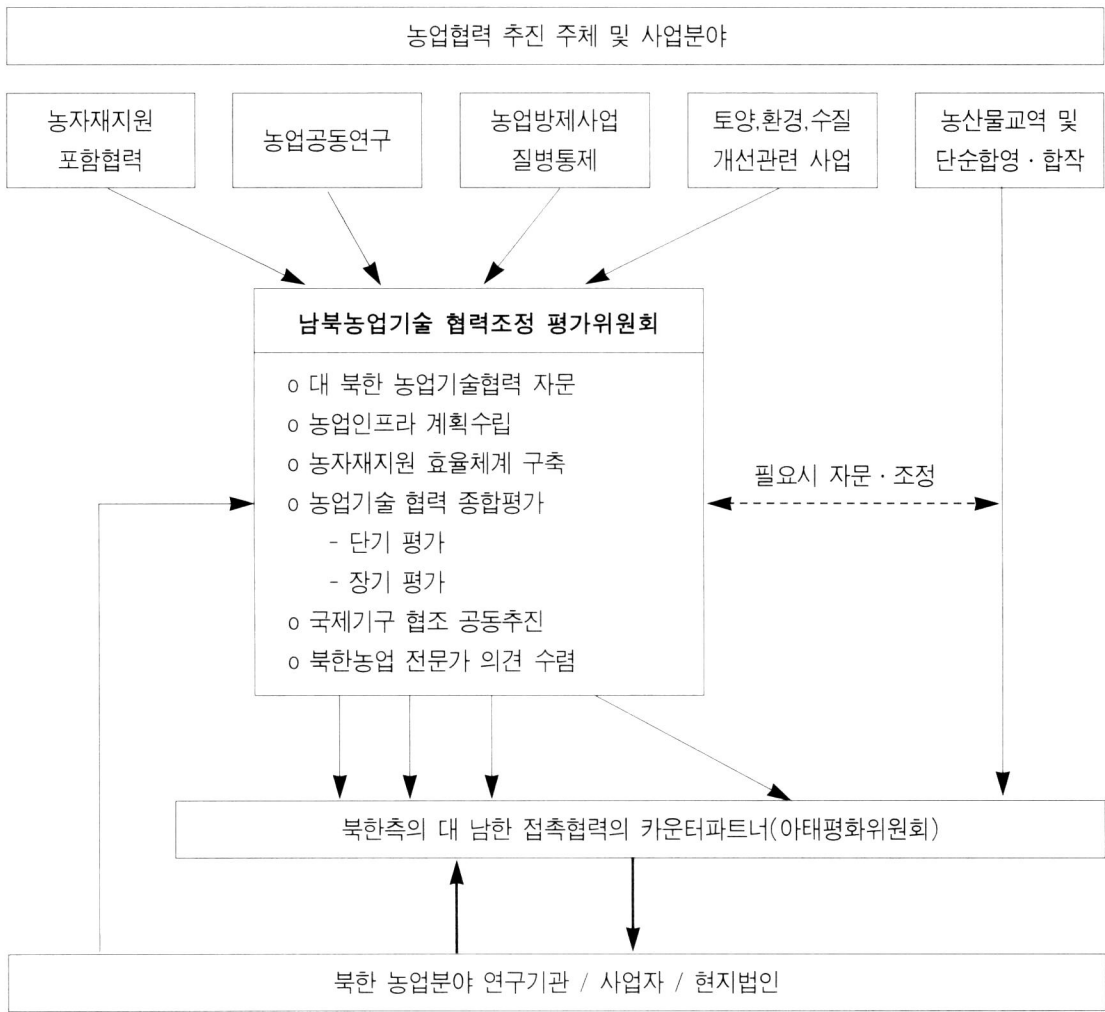 농업협력 추진 주체 및 사업분야
농자재지원
포함협력
농업공동연구
농업방제사업
질병통제
토양,환경,수질
개선관련 사업
농산물교역 및
단순합영·합작
남북농업기술 협력조정 평가위원회
o 대 북한 농업기술협력 자문
o 농업인프라 계획수립
o 농자재지원 효율체계 구축
o 농업기술 협력 종합평가
- 단기 평가
- 장기 평가
o 국제기구 협조 공동추진
o 북한농업 전문가 의견 수렴
필요시 자문·조정
북한측의 대 남한 접촉협력의 카운터파트너(아태평화위원회)
북한 농업분야 연구기관 / 사업자 / 현지법인